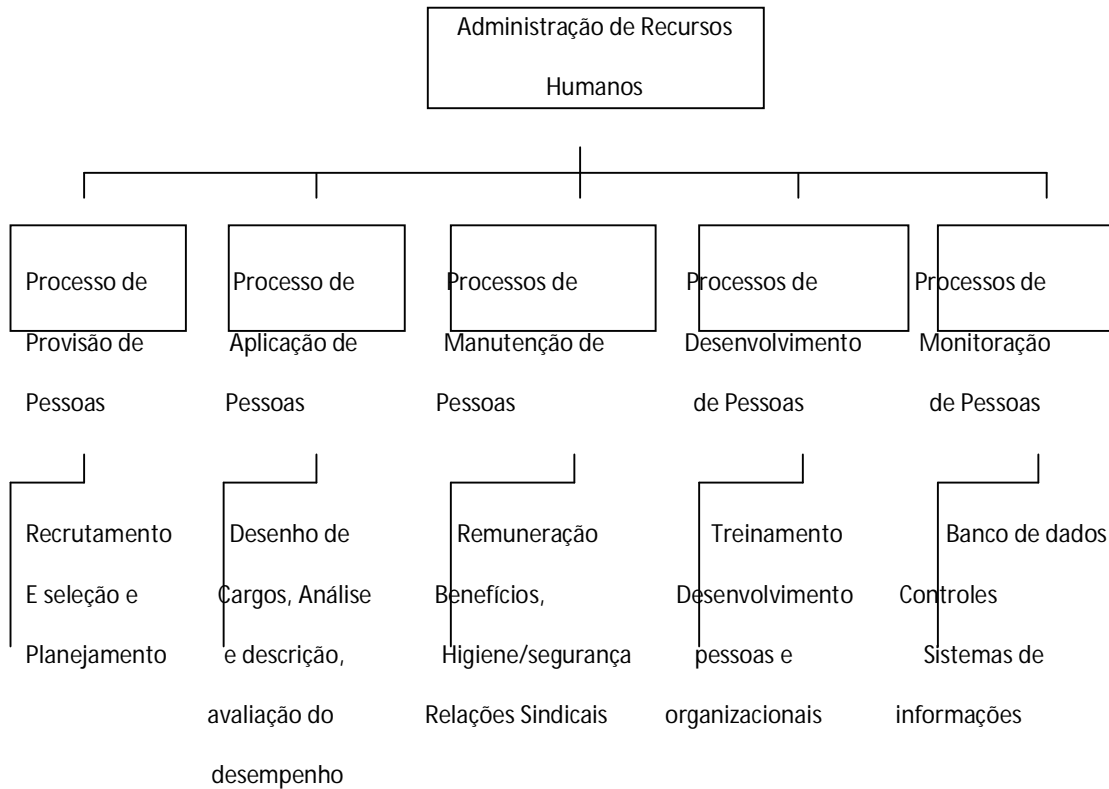 Administração de Recursos
Humanos
Processo de
Provisão de
Pessoas
Processo de
Aplicação de
Pessoas
Processos de
Manutenção de
Pessoas
Processos de
Desenvolvimento
de Pessoas
Processos de
Monitoração
de Pessoas
Recrutamento
E seleção e
Planejamento
Desenho de
Cargos, Análise
e descrição,
avaliação do
desempenho
Remuneração
Benefícios,
Higiene/segurança
Relações Sindicais
Treinamento
Desenvolvimento
pessoas e
organizacionais
Banco de dados
Controles
Sistemas de
informações